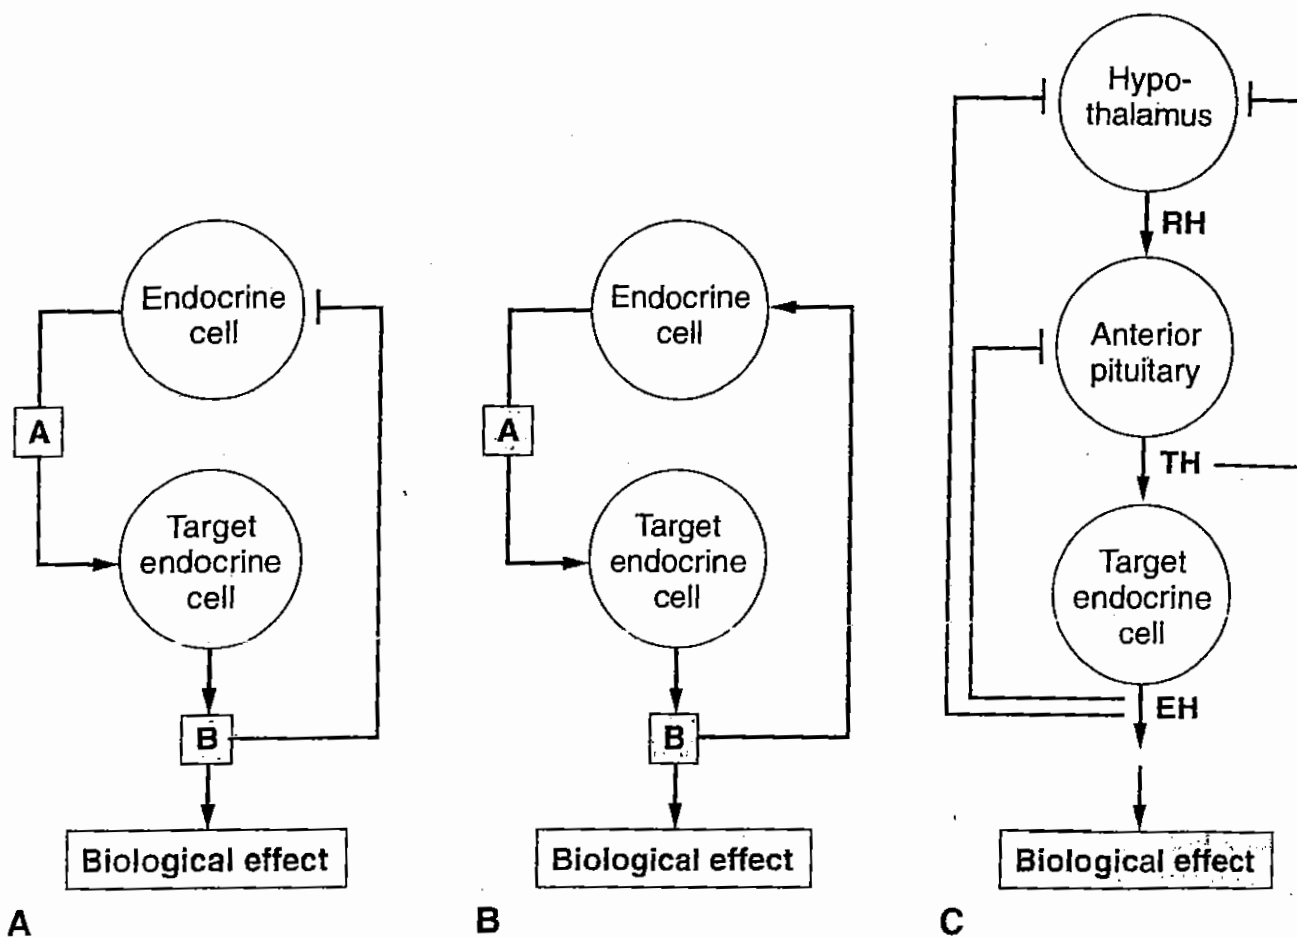 Endocrine
cell
A
Target
endocrine
cell
B
Biological effect
A
Endocrine
cell
A
Target
endocrine
cell
B
Biological effect
B
Hypo-
thalamus
RH
Anterior
pituitary
TH
Target
endocrine
cell
EH
Biological effect
C